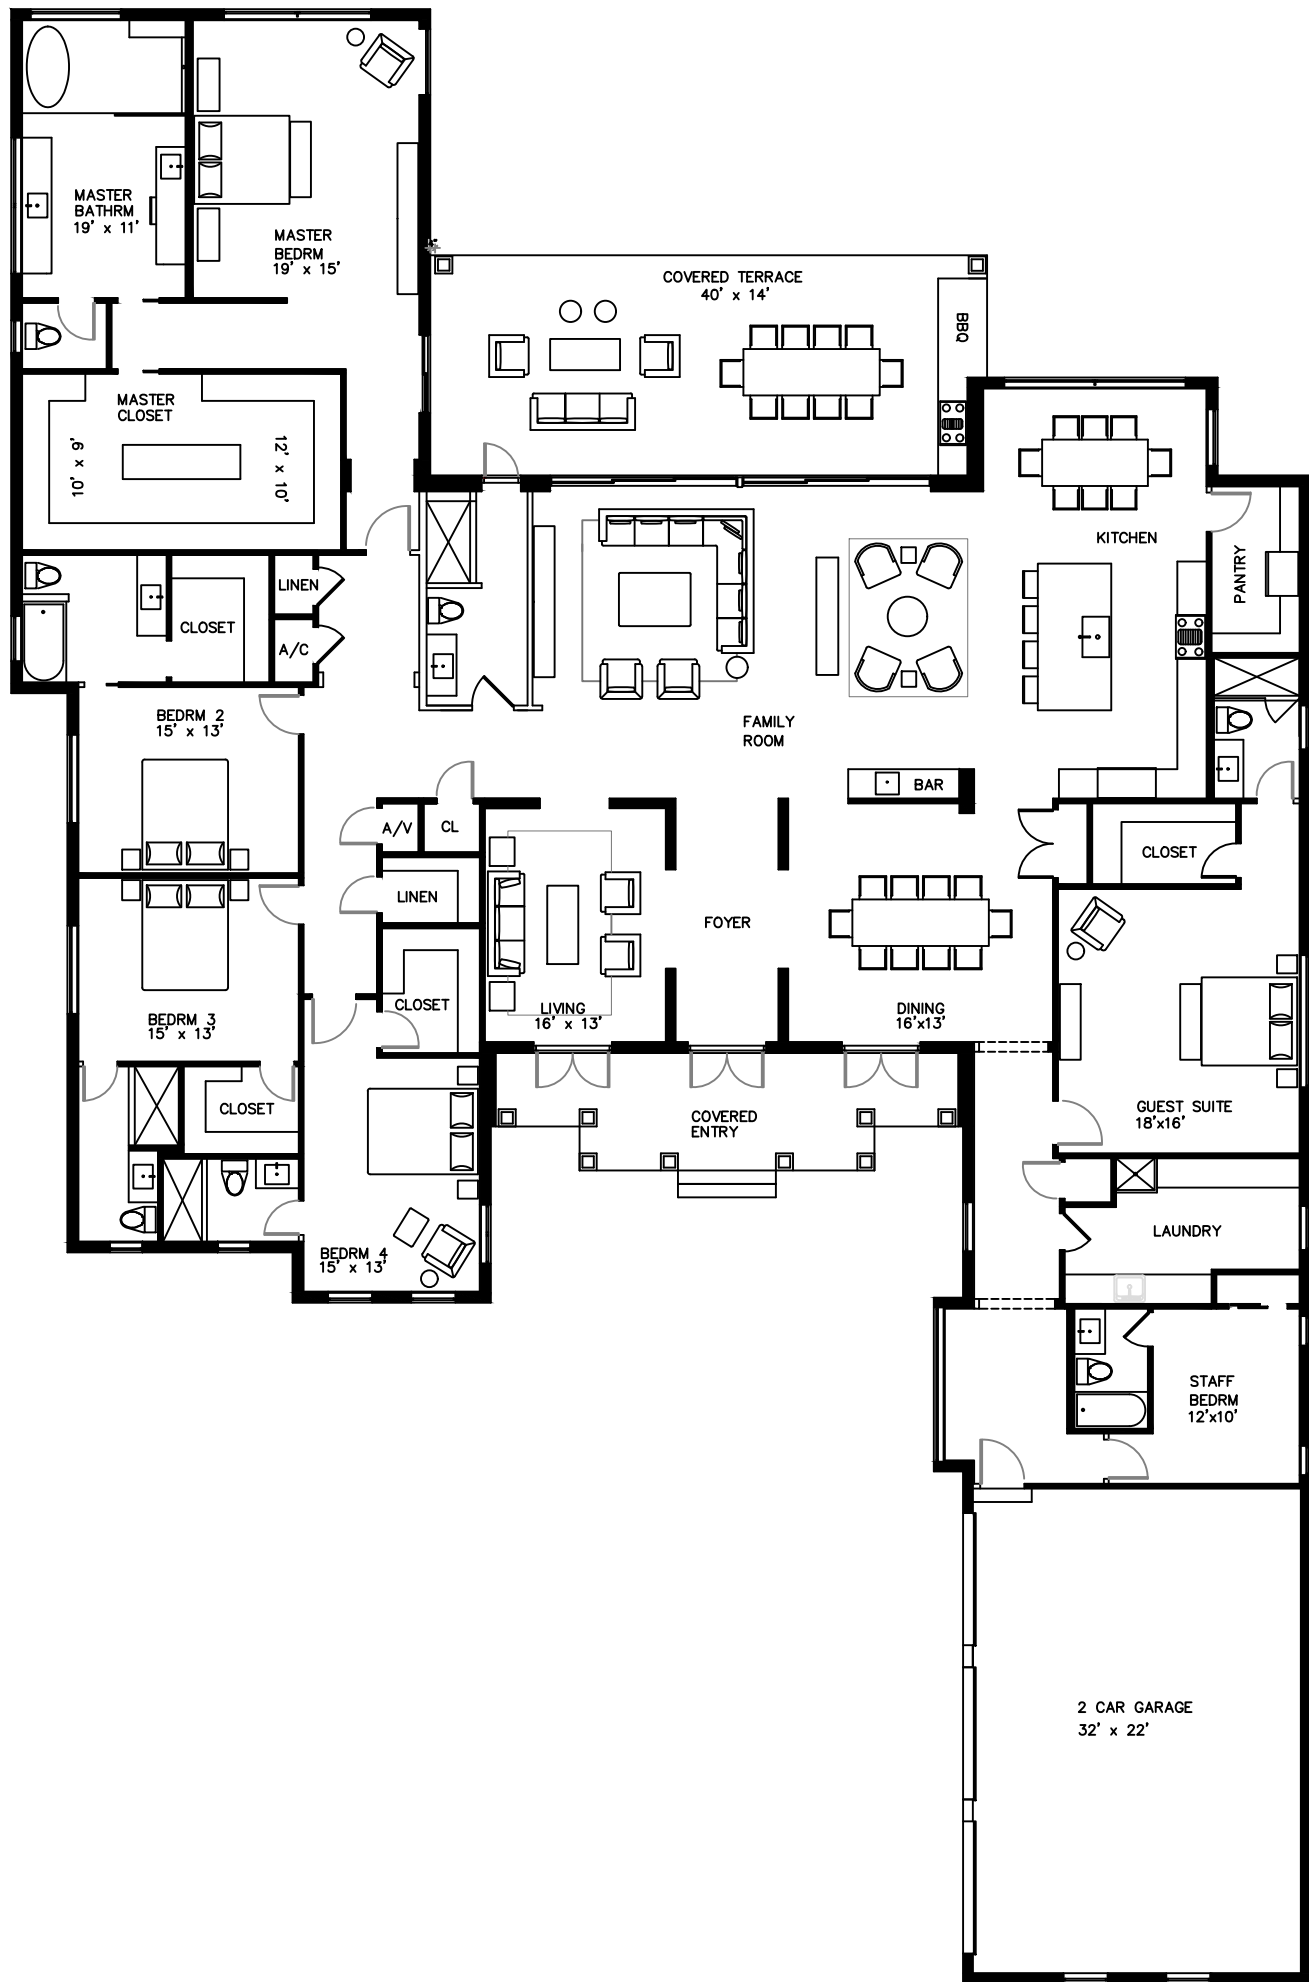 MASTER
BATHRM
19' x 11'
MASTER
BEDRM
19' x 15'
COVERED TERRACE
40' x 14'
BBQ
MASTER
CLOSET
10' x 9'
12' x 10'
KITCHEN
PANTRY
LINEN
CLOSET
A/C
BEDRM 2
15' x 13'
FAMILY
ROOM
BAR
A/V
CL
CLOSET
LINEN
FOYER
BEDRM 3
15' x 13'
CLOSET
LIVING
16' x 13'
DINING
16'x13'
CLOSET
COVERED
ENTRY
GUEST SUITE
18'x16'
LAUNDRY
BEDRM 4
15' x 13'
STAFF
BEDRM
12'x10'
2 CAR GARAGE
32' x 22'